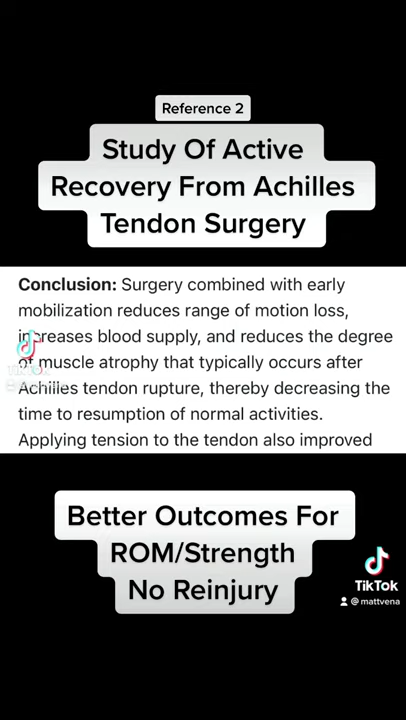 Reference 2
Study Of Active
Recovery From Achilles
Tendon Surgery
Conclusion: Surgery combined with early
mobilization reduces range of motion loss,
increases blood supply, and reduces the degree
of muscle atrophy that typically occurs after
Achilles tendon rupture, thereby decreasing the
time to resumption of normal activities.
Applying tension to the tendon also improved
TikTok
Better Outcomes For
ROM/Strength
No Reinjury
TikTok
@mattvena